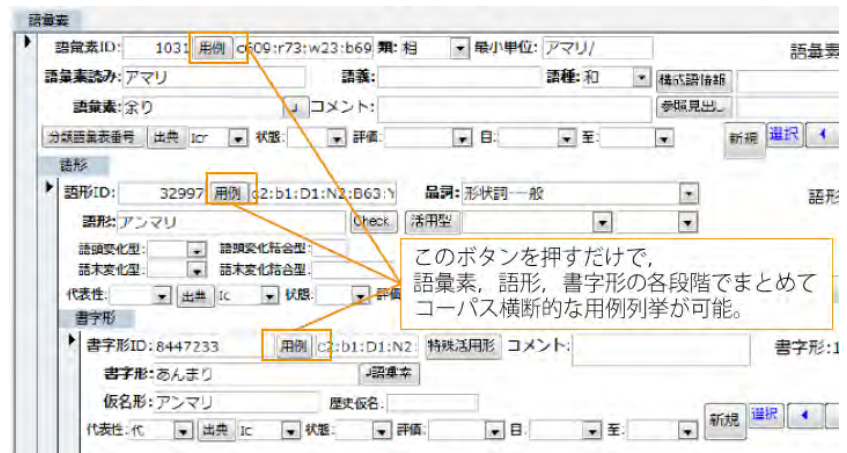 語彙素
語彙素ID: 1031 用例 c609:r73:w23:b69 類: 相 最小単位: アマリ/ 語彙素
語彙素読み: アマリ 語義: 語種: 和 構成語情報
語彙素: 余り コメント: 参照見出し
分類語彙表番号 出典 Icr 状態: 評価: 日: 至: 新規 選択
語形
語形ID: 32997 用例 c2:b1:D1:N2:B63:Y 品詞: 形状詞-一般 語形
語形: アンマリ Check 活用型
語頭変化型: 語頭変化結合型:
語末変化型: 語末変化結合型:
代表性: 出典 Ic 状態: 評価
このボタンを押すだけで,
語彙素, 語形, 書字形の各段階でまとめて
コーパス横断的な用例列挙が可能。
書字形
書字形ID: 8447233 用例 c2:b1:D1:N2: 特殊活用形 コメント: 書字形:1
書字形: あんまり
仮名形: アンマリ 歴史仮名:
代表性: 代 出典 Ic 状態: 評価: 日: 至: 新規 選択